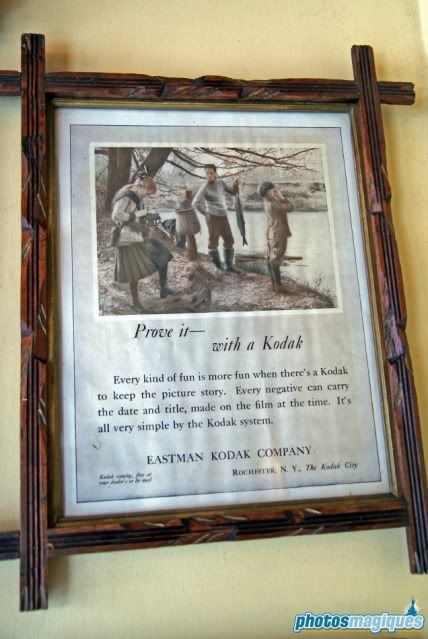 Prove it—
with a Kodak
Every kind of fun is more fun when there's a Kodak
to keep the picture story. Every negative can carry
the date and title, made on the film at the time. It's
all very simple by the Kodak system.
EASTMAN KODAK COMPANY
Kodak catalog, free at
your dealer's or by mail
ROCHESTER, N. Y., The Kodak City
photosmagiques